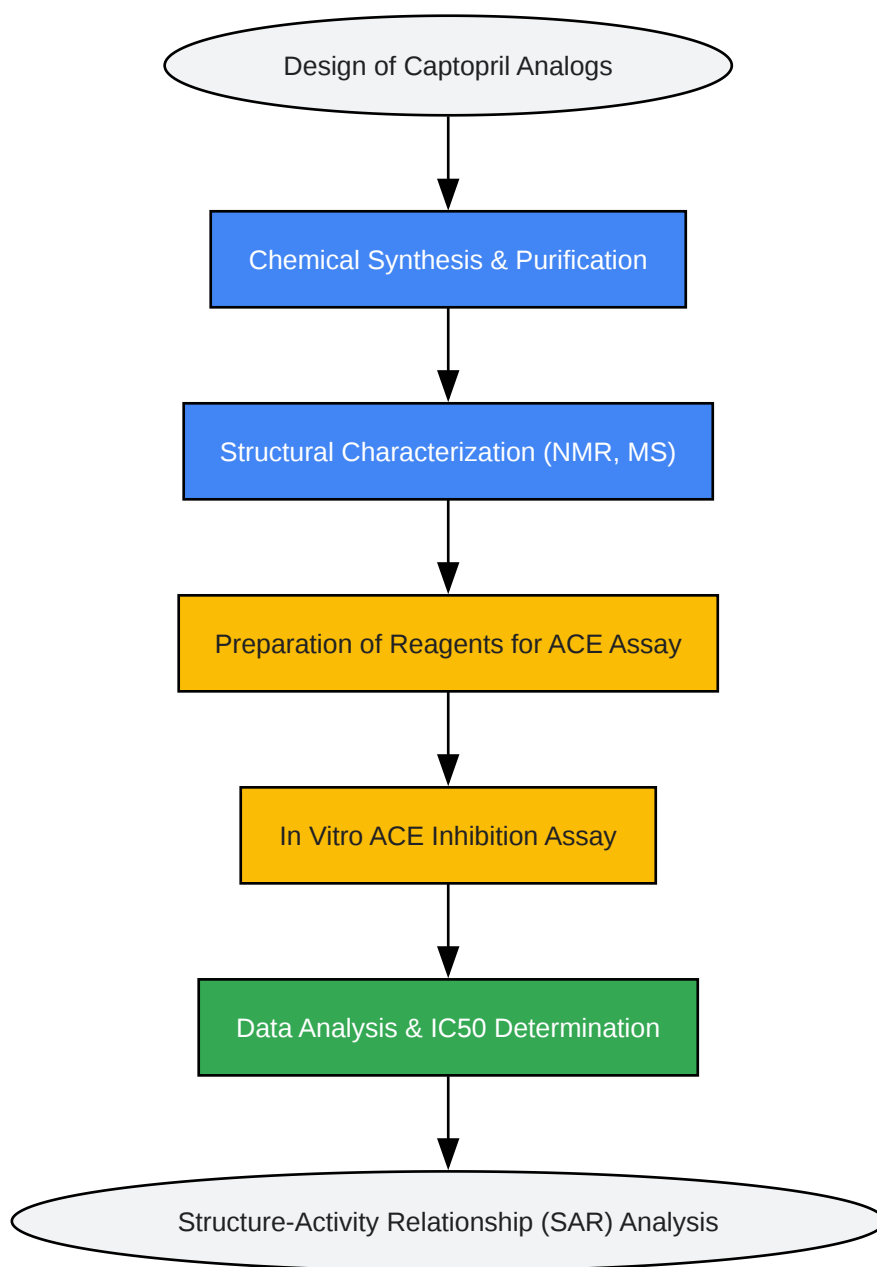 Design of Captopril Analogs
Chemical Synthesis & Purification
Structural Characterization (NMR, MS)
Preparation of Reagents for ACE Assay
In Vitro ACE Inhibition Assay
Data Analysis & IC50 Determination
Structure-Activity Relationship (SAR) Analysis